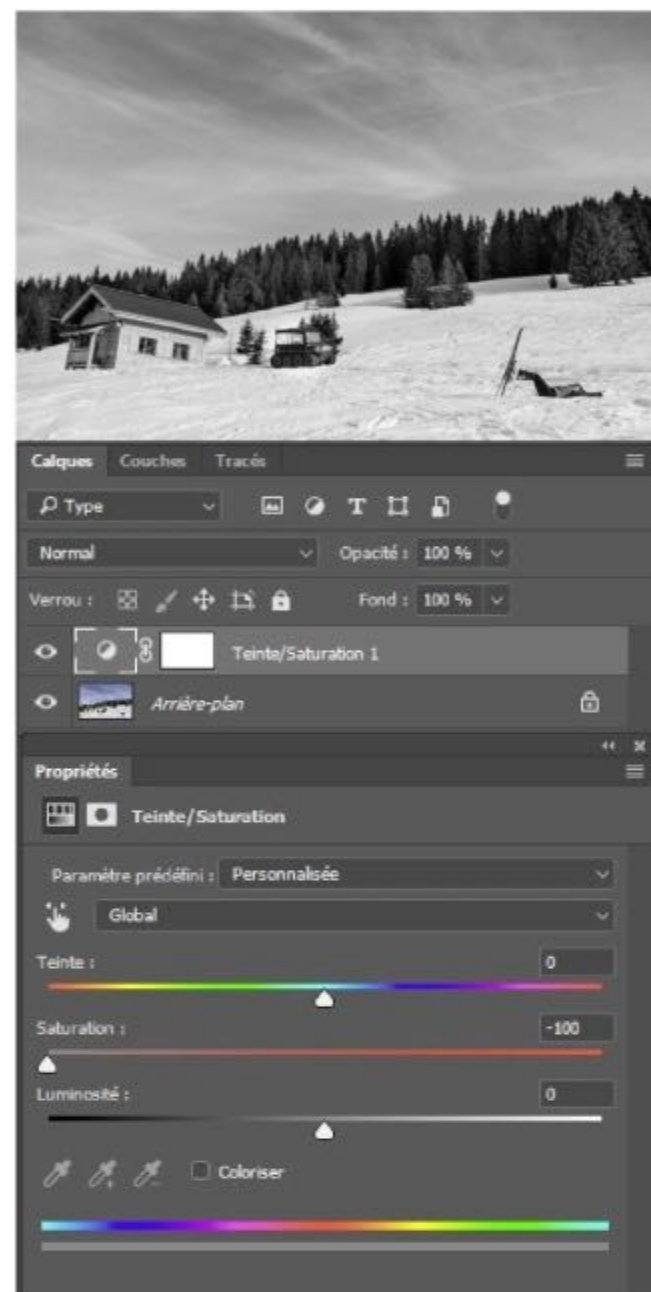 Calques Couches Tracés
Type T
Normal Opacité : 100 %
Verrou : Fond : 100 %
Teinte/Saturation 1
Arrière-plan
Propriétés
Teinte/Saturation
Paramètre prédéfini : Personnalisée
Global
Teinte : 0
Saturation : -100
Luminosité : 0
Coloriser